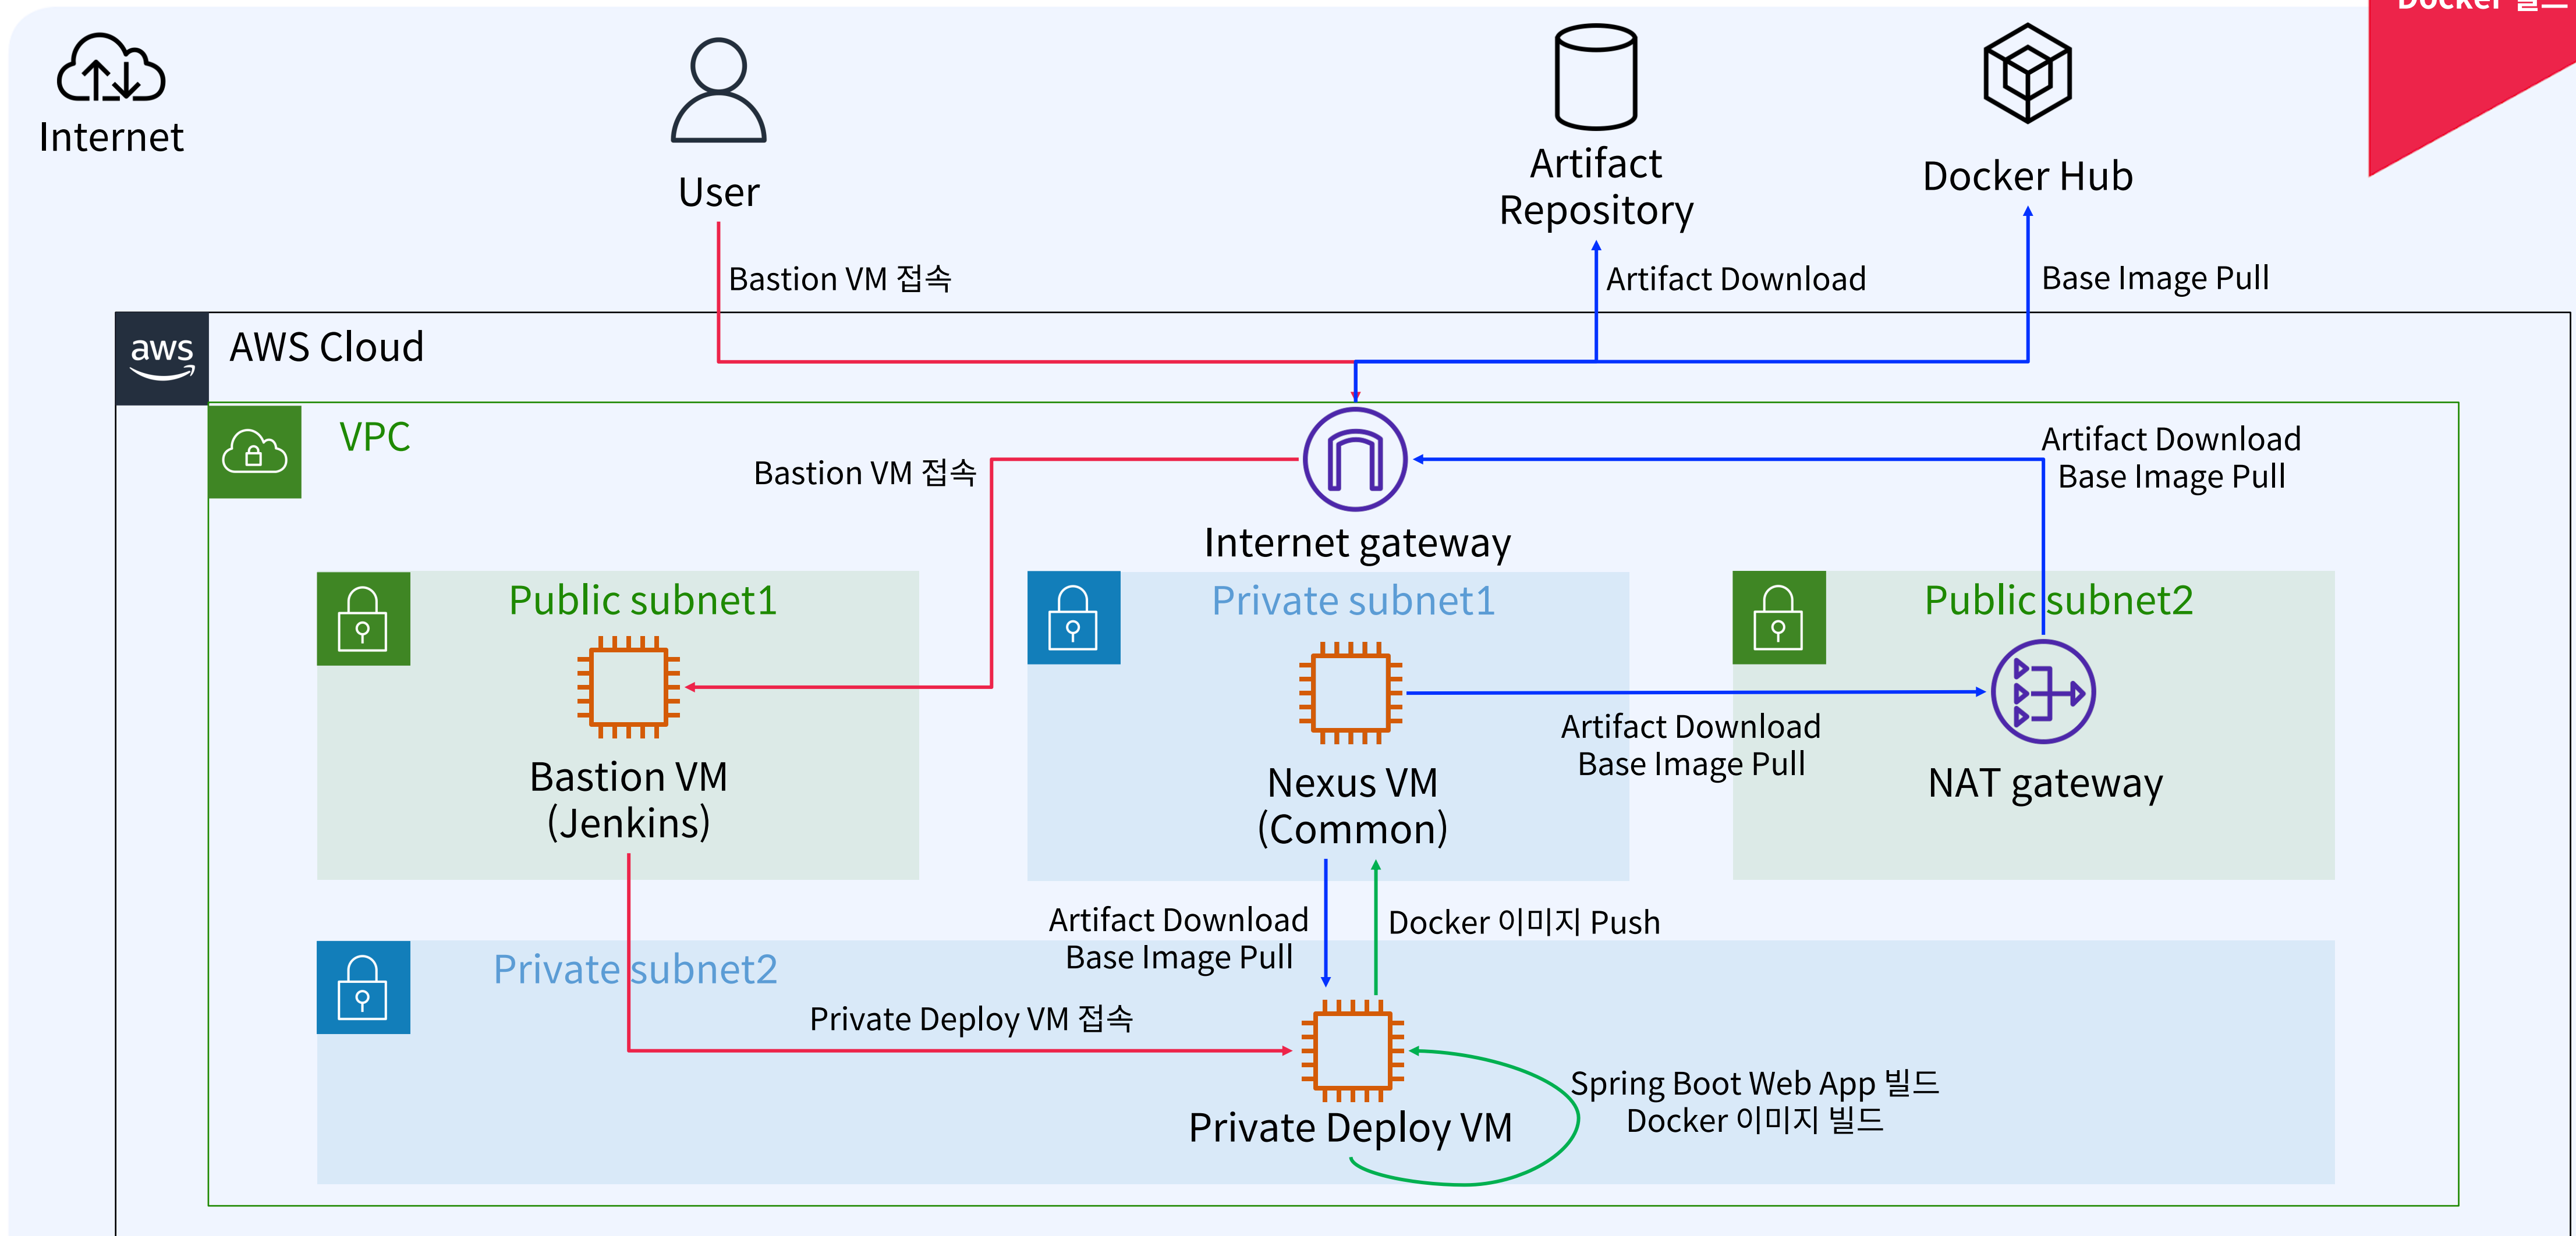 Docker 빌드
Internet
User
Artifact
Repository
Docker Hub
Bastion VM 접속
Artifact Download
Base Image Pull
aws
AWS Cloud
VPC
Bastion VM 접속
Internet gateway
Artifact Download
Base Image Pull
Public subnet1
Private subnet1
Public subnet2
Bastion VM
(Jenkins)
Nexus VM
(Common)
Artifact Download
Base Image Pull
NAT gateway
Artifact Download
Base Image Pull
Docker 이미지 Push
Private subnet2
Private Deploy VM 접속
Private Deploy VM
Spring Boot Web App 빌드
Docker 이미지 빌드